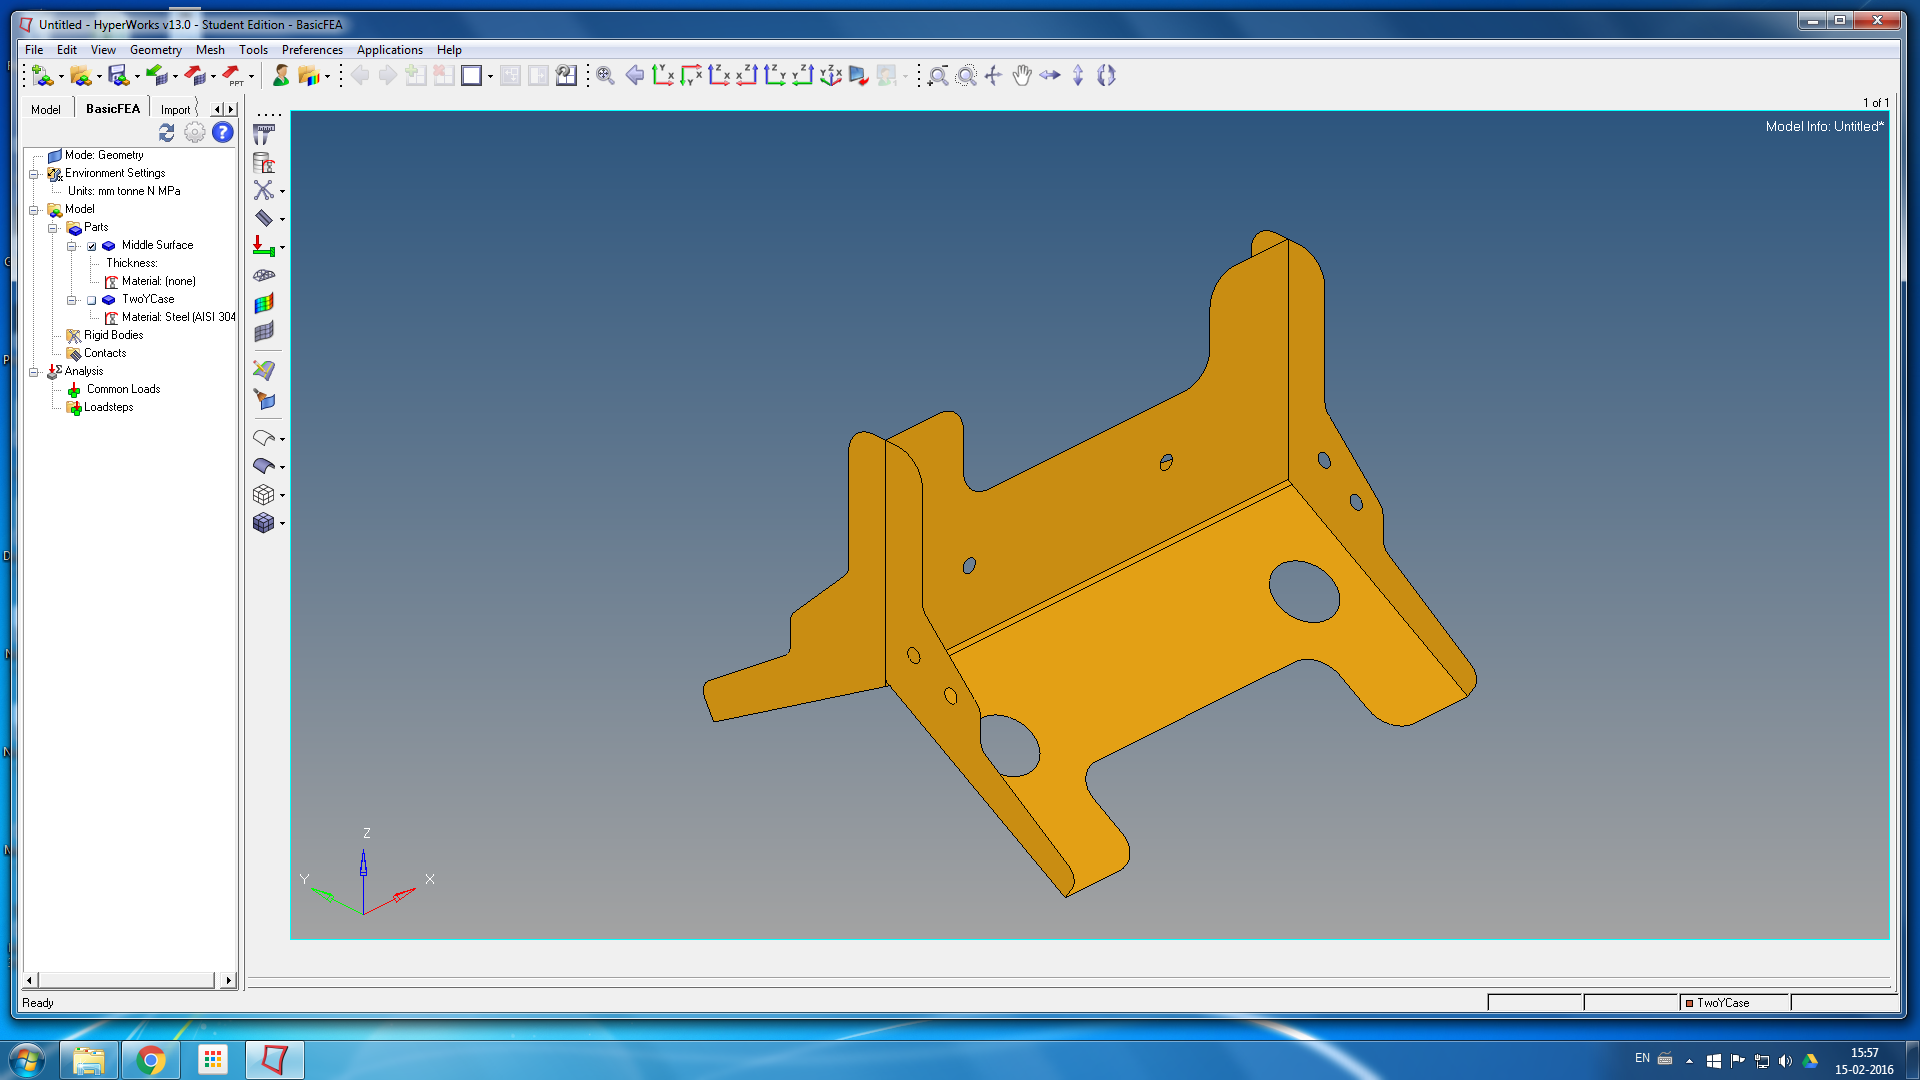 Untitled - HyperWorks v13.0 - Student Edition - BasicFEA
File Edit View Geometry Mesh Tools Preferences Applications Help
PPT
Y X X Y Z X X Z Z Y Y Z
Model BasicFEA Import
1 of 1
Model Info: Untitled*
Mode: Geometry
Environment Settings
Units: mm tonne N MPa
Model
Parts
Middle Surface
Thickness:
Material: (none)
TwoYCase
Material: Steel (AISI 304
Rigid Bodies
Contacts
Analysis
Common Loads
Loadsteps
Z
Y
X
Ready
TwoYCase
EN
15:57
15-02-2016